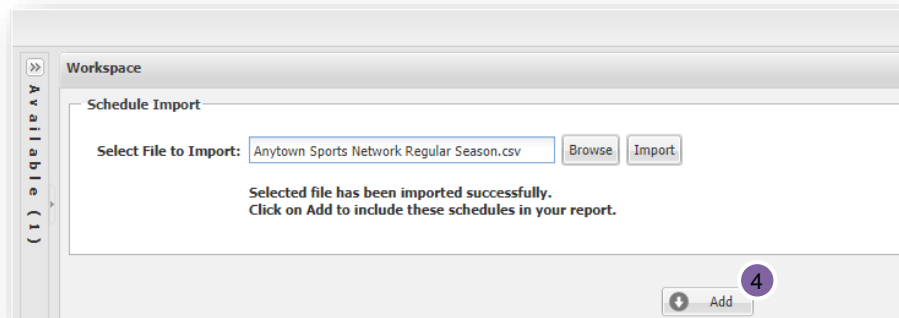 Workspace
Available (1)
Schedule Import
Select File to Import: Anytown Sports Network Regular Season.csv Browse Import
Selected file has been imported successfully.
Click on Add to include these schedules in your report.
4
Add